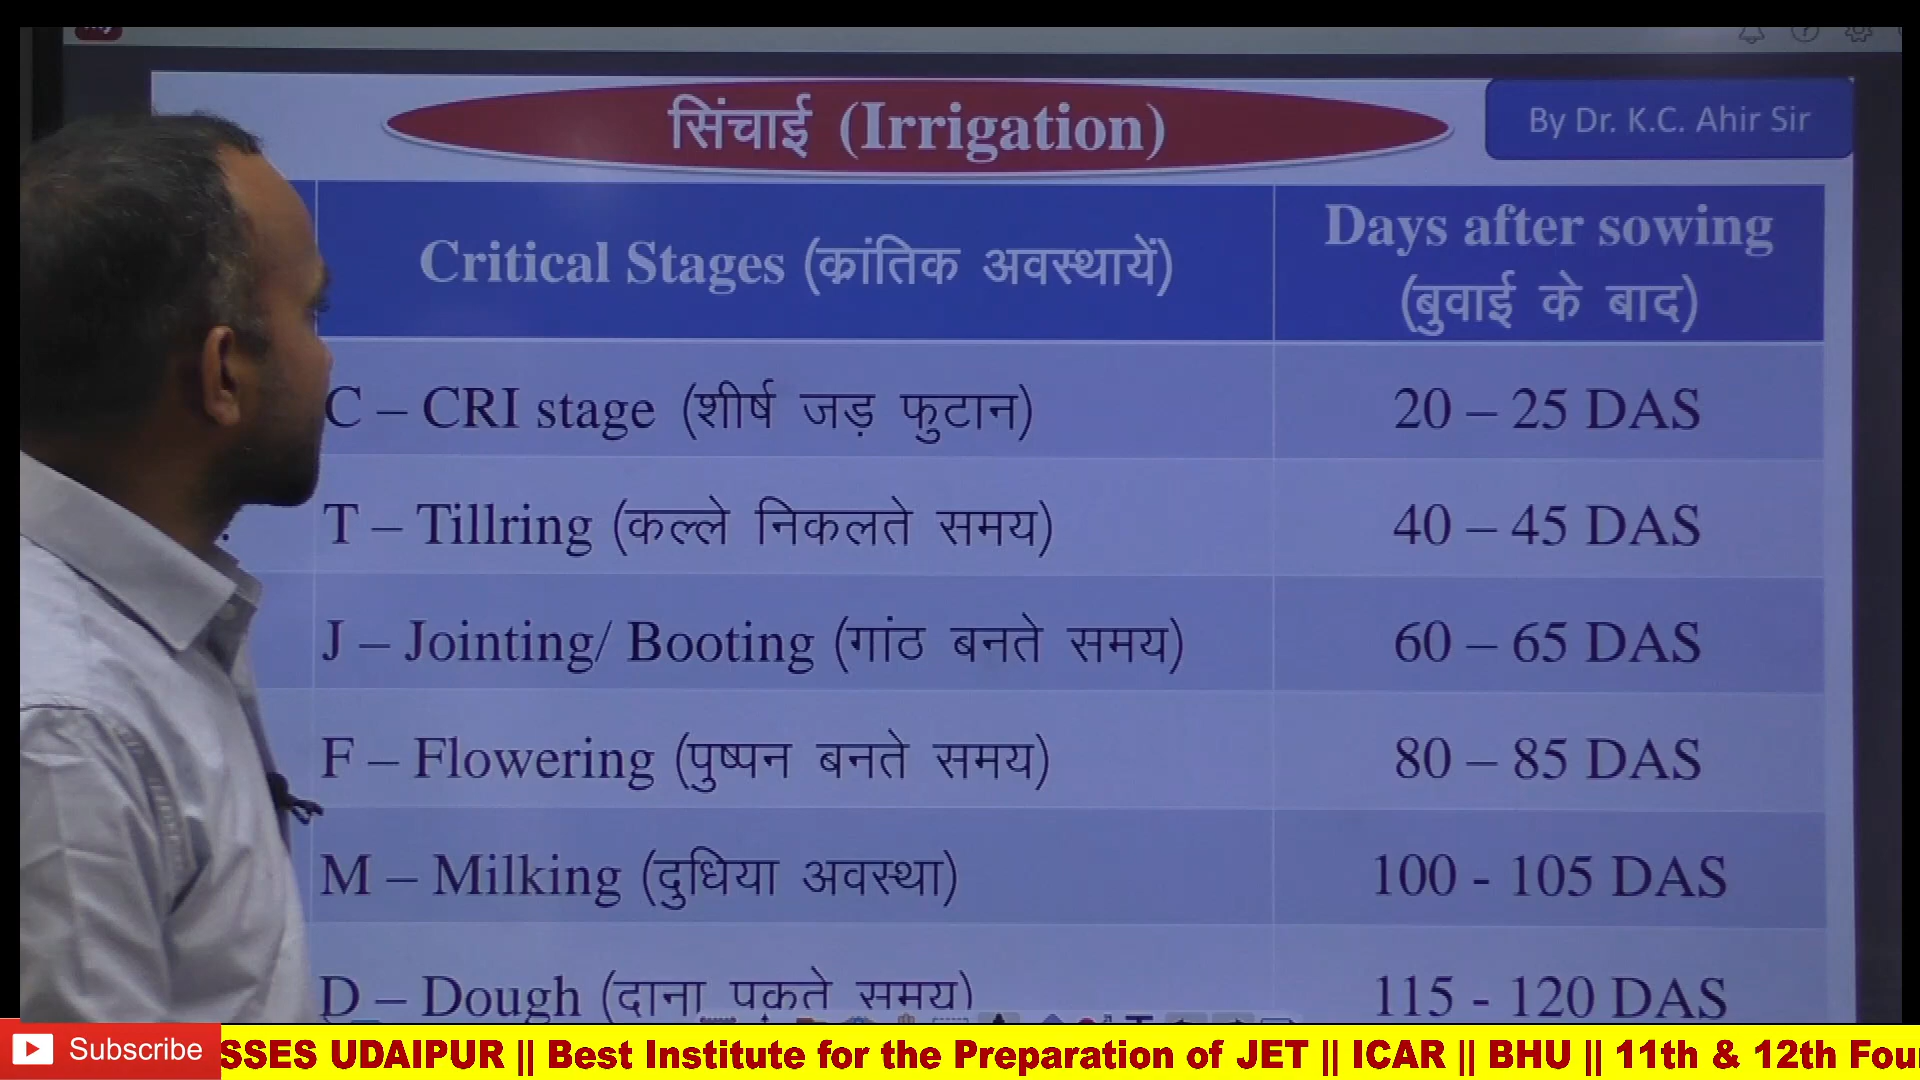 सिंचाई (Irrigation)
By Dr. K.C. Ahir Sir
Critical Stages (क्रांतिक अवस्थायें)
Days after sowing
(बुवाई के बाद)
C – CRI stage (शीर्ष जड़ फुटान)
20 – 25 DAS
T – Tillring (कल्ले निकलते समय)
40 – 45 DAS
J – Jointing/ Booting (गांठ बनते समय)
60 – 65 DAS
F – Flowering (पुष्पन बनते समय)
80 – 85 DAS
M – Milking (दुधिया अवस्था)
100 - 105 DAS
D – Dough (दाना पकते समय)
115 - 120 DAS
Subscribe
SSES UDAIPUR || Best Institute for the Preparation of JET || ICAR || BHU || 11th & 12th Fou